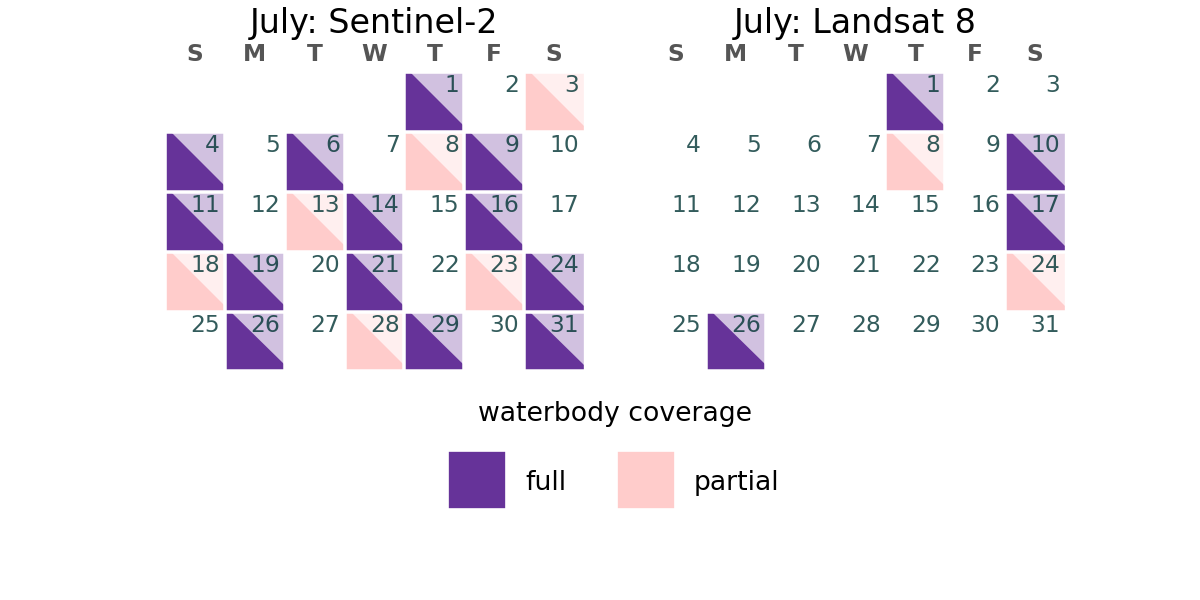 July: Sentinel-2
S M T W T F S
1 2 3
4 5 6 7 8 9 10
11 12 13 14 15 16 17
18 19 20 21 22 23 24
25 26 27 28 29 30 31
July: Landsat 8
S M T W T F S
1 2 3
4 5 6 7 8 9 10
11 12 13 14 15 16 17
18 19 20 21 22 23 24
25 26 27 28 29 30 31
waterbody coverage
full partial